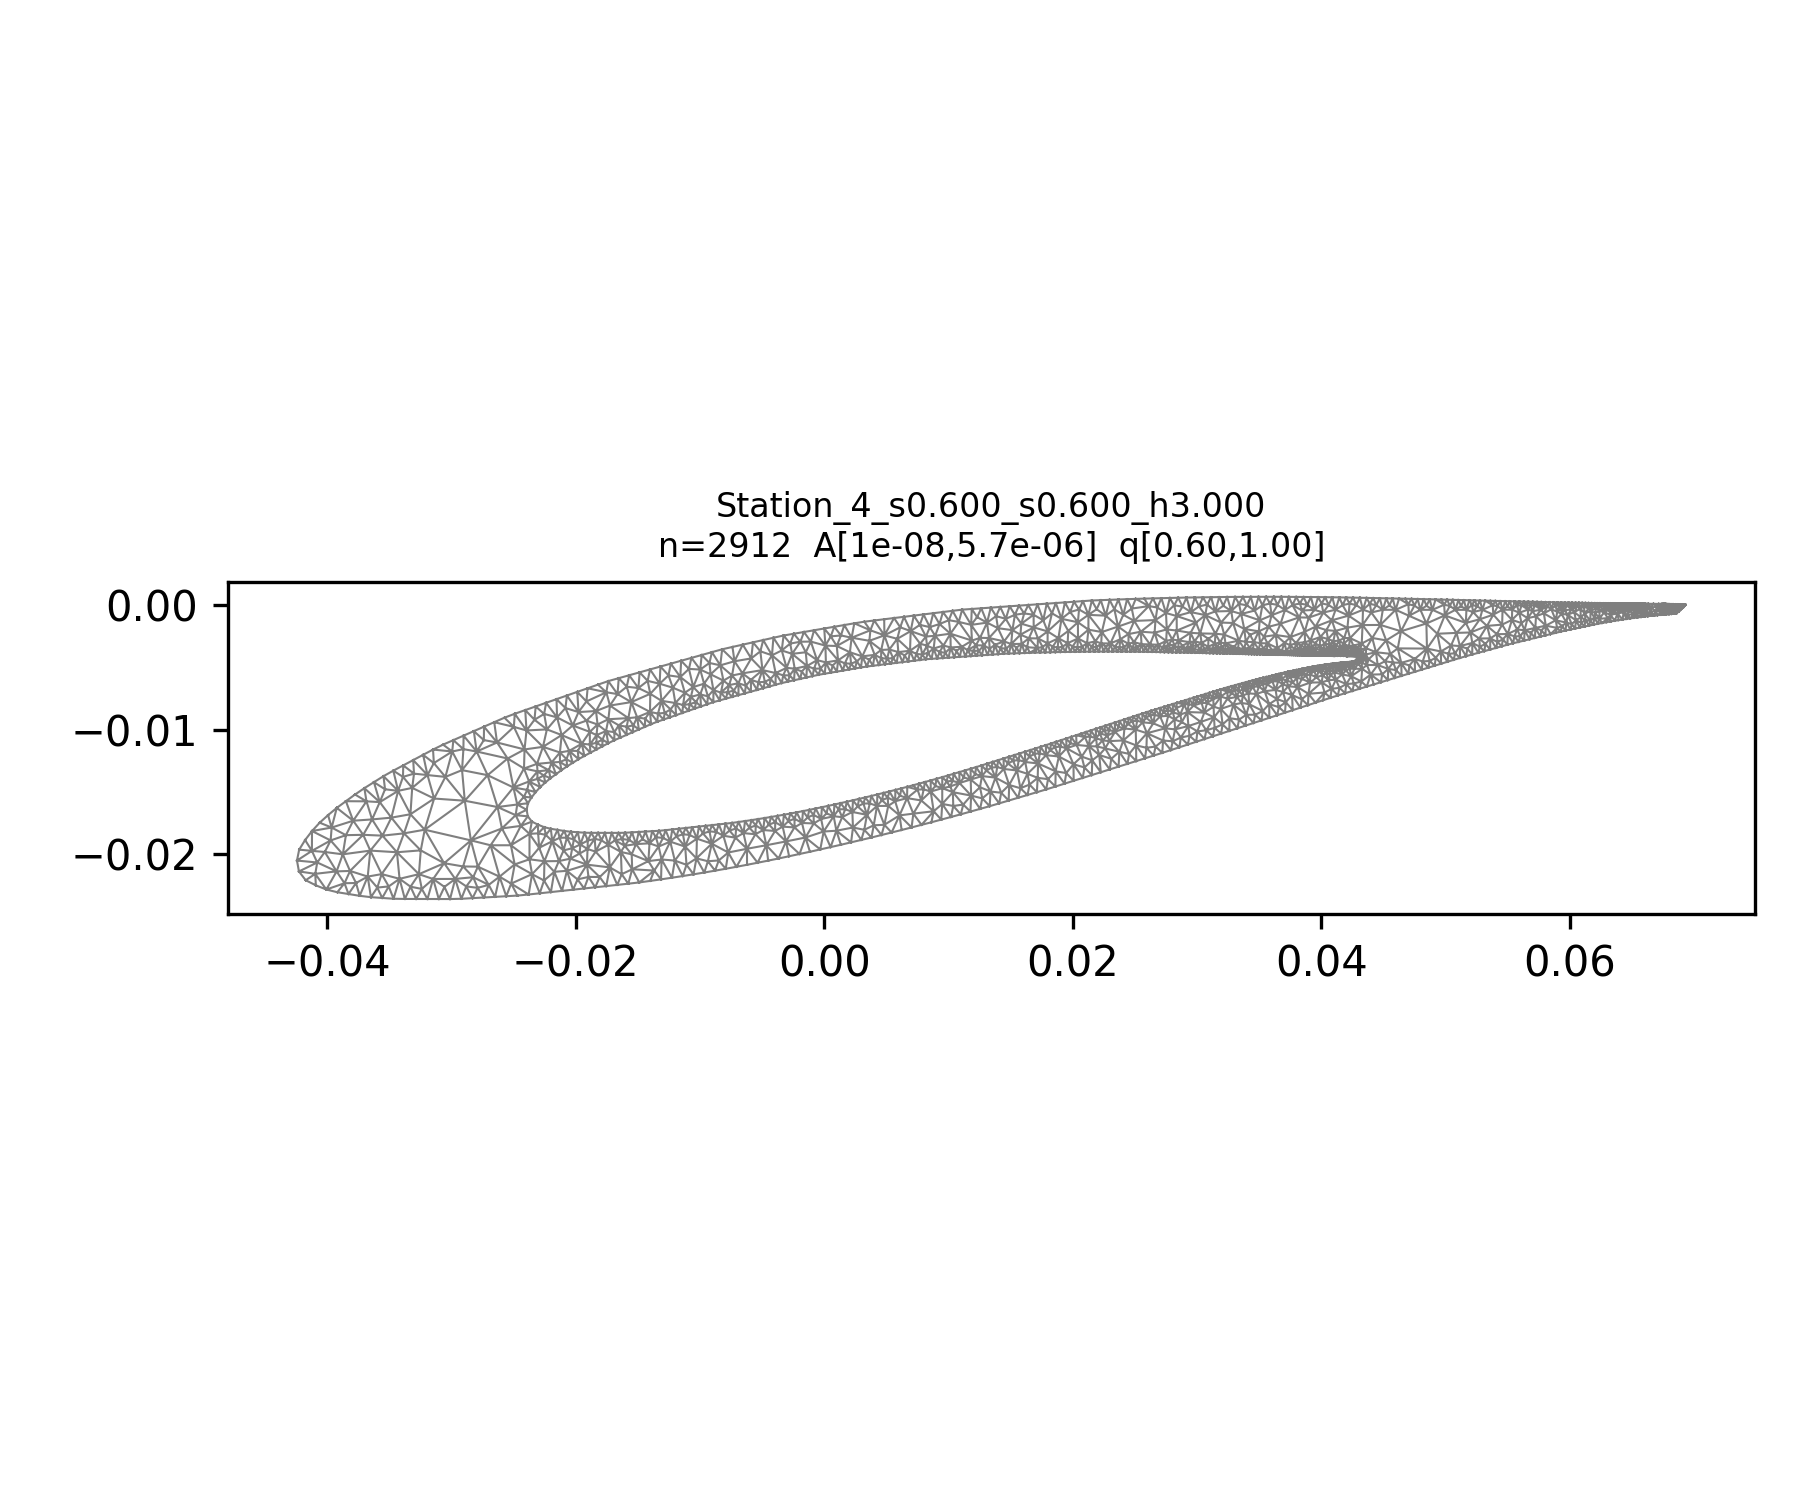 Station_4_s0.600_s0.600_h3.000
n=2912 A[1e-08,5.7e-06] q[0.60,1.00]
0.00
−0.01
−0.02
−0.04 −0.02 0.00 0.02 0.04 0.06